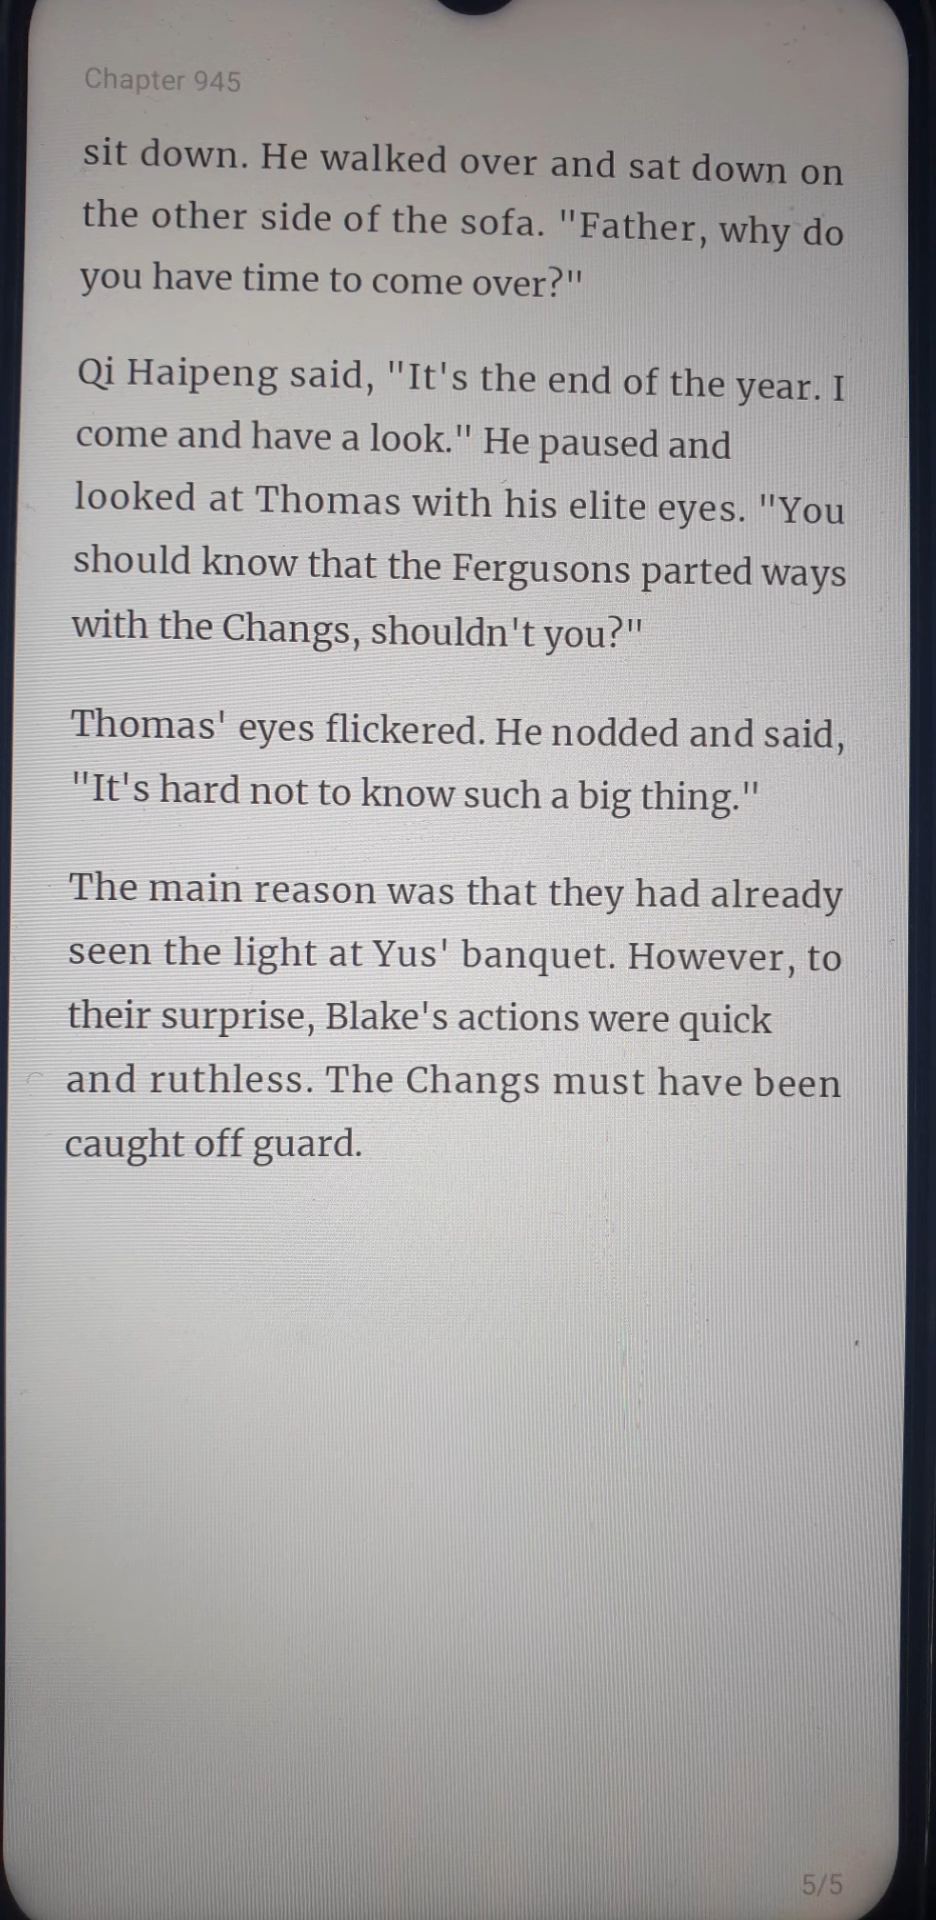 Chapter 945
sit down. He walked over and sat down on
the other side of the sofa. "Father, why do
you have time to come over?"
Qi Haipeng said, "It's the end of the year. I
come and have a look." He paused and
looked at Thomas with his elite eyes. "You
should know that the Fergusons parted ways
with the Changs, shouldn't you?"
Thomas' eyes flickered. He nodded and said,
"It's hard not to know such a big thing."
The main reason was that they had already
seen the light at Yus' banquet. However, to
their surprise, Blake's actions were quick
and ruthless. The Changs must have been
caught off guard.
5/5